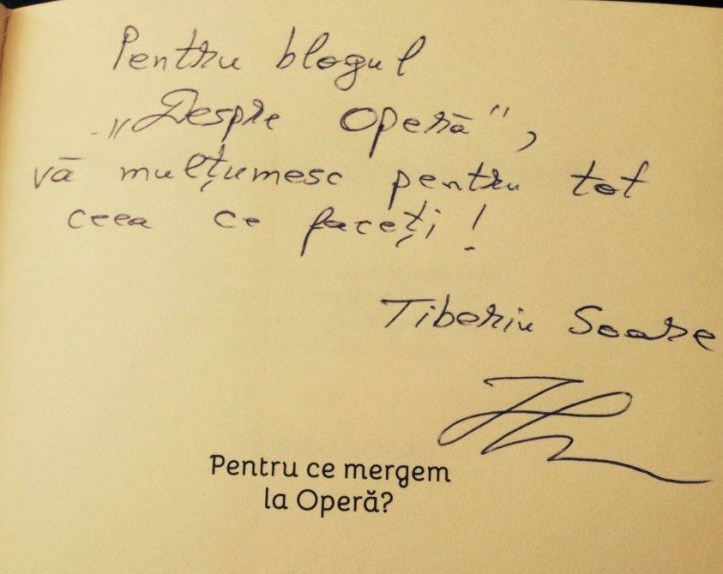 Pentru blogul
„Despre Operă”,
vă mulțumesc pentru tot
ceea ce faceți!
Tiberiu Soare
Pentru ce mergem
la Operă?